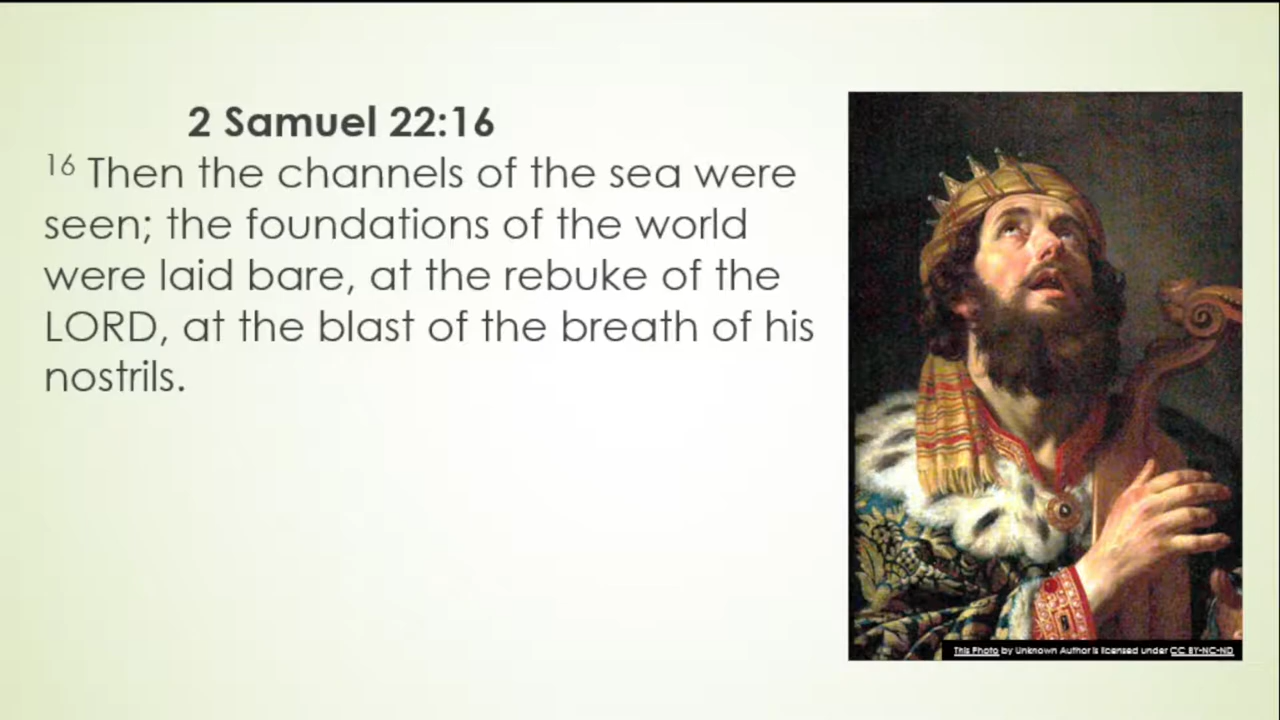 2 Samuel 22:16
16 Then the channels of the sea were
seen; the foundations of the world
were laid bare, at the rebuke of the
LORD, at the blast of the breath of his
nostrils.
This Photo by Unknown Author is licensed under CC BY-NC-ND